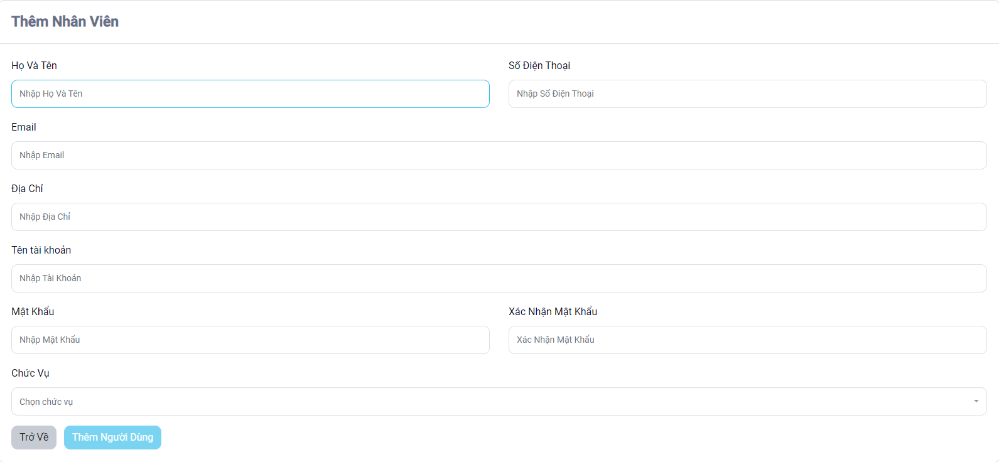 Thêm Nhân Viên
Họ Và Tên
Nhập Họ Và Tên
Số Điện Thoại
Nhập Số Điện Thoại
Email
Nhập Email
Địa Chỉ
Nhập Địa Chỉ
Tên tài khoản
Nhập Tài Khoản
Mật Khẩu
Nhập Mật Khẩu
Xác Nhận Mật Khẩu
Xác Nhận Mật Khẩu
Chức Vụ
Chọn chức vụ
Trở Về
Thêm Người Dùng